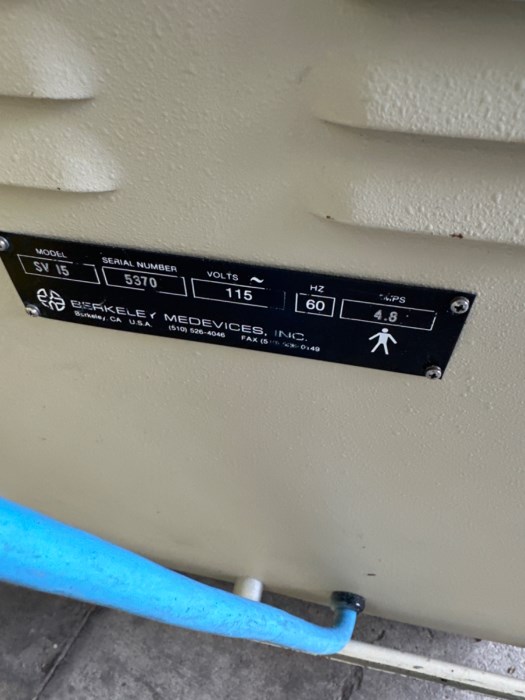 MODEL SERIAL NUMBER VOLTS ~ HZ
SV 15 5370 115 60 4.8
BERKELEY MEDEVICES, INC.
Berkeley, CA U.S.A. (510) 526-4046 FAX